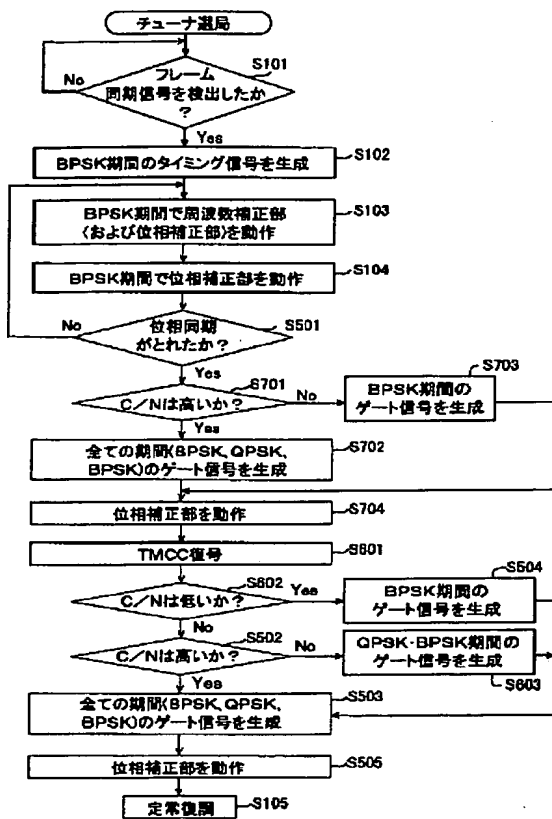 チューナ選局
フレーム
同期信号を検出したか
?
S101
No
Yes
BPSK期間のタイミング信号を生成
S102
BPSK期間で周波数補正部
(および位相補正部)を動作
S103
BPSK期間で位相補正部を動作
S104
位相同期
がとれたか?
S501
No
Yes
C/Nは高いか?
S701
No
BPSK期間の
ゲート信号を生成
S703
Yes
全ての期間(BPSK、QPSK、
BPSK)のゲート信号を生成
S702
位相補正部を動作
S704
TMCC復号
S601
C/Nは低いか?
S602
Yes
BPSK期間の
ゲート信号を生成
S504
No
C/Nは高いか?
S502
No
QPSK・BPSK期間の
ゲート信号を生成
S603
Yes
全ての期間(BPSK、QPSK、
BPSK)のゲート信号を生成
S503
位相補正部を動作
S505
定常復調
S105